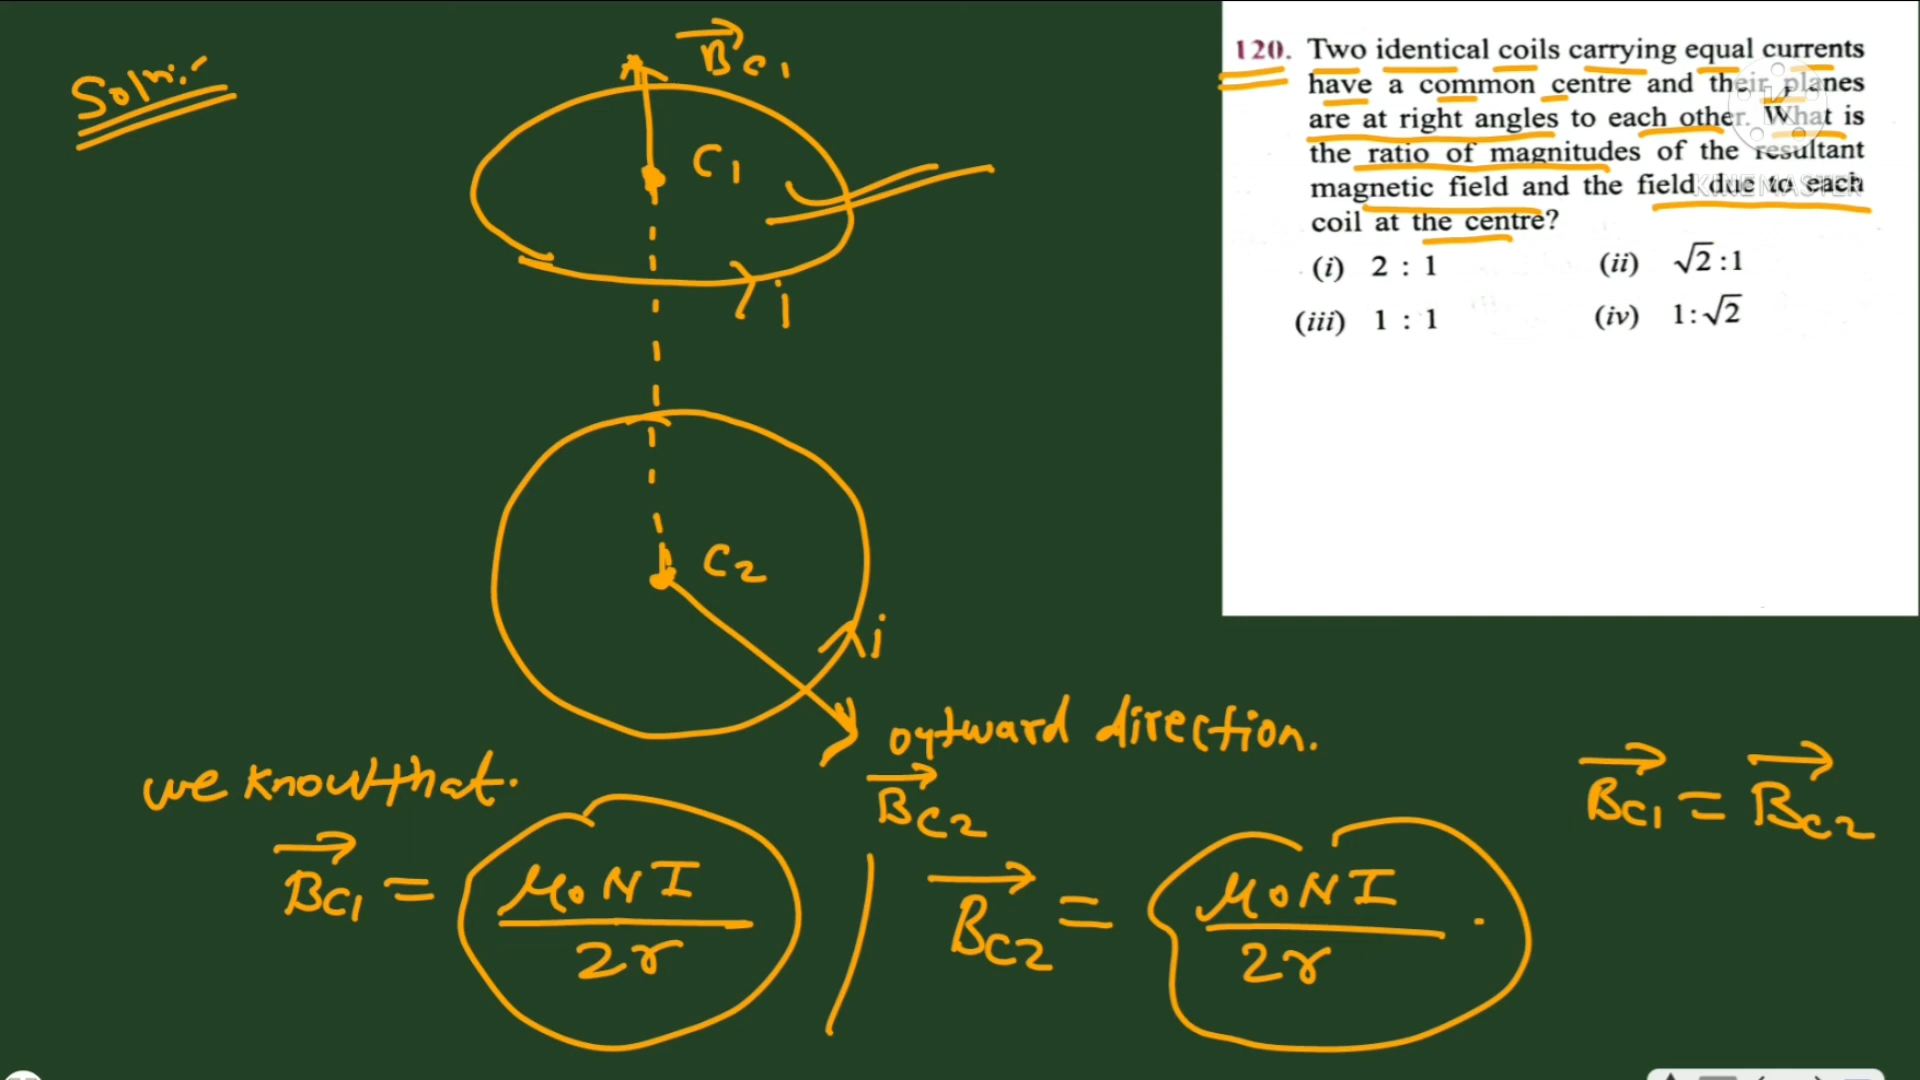 Soln:-
B⃗C1
C1
i
120. Two identical coils carrying equal currents
have a common centre and their planes
are at right angles to each other. What is
the ratio of magnitudes of the resultant
magnetic field and the field due to each
coil at the centre?
(i) 2 : 1 (ii) √2:1
(iii) 1 : 1 (iv) 1:√2
KINEMASTER
C2
i
outward direction.
B⃗C2
we know that.
B⃗C1 = μ0NI/2r
B⃗C2 = μ0NI/2r .
B⃗C1 = B⃗C2